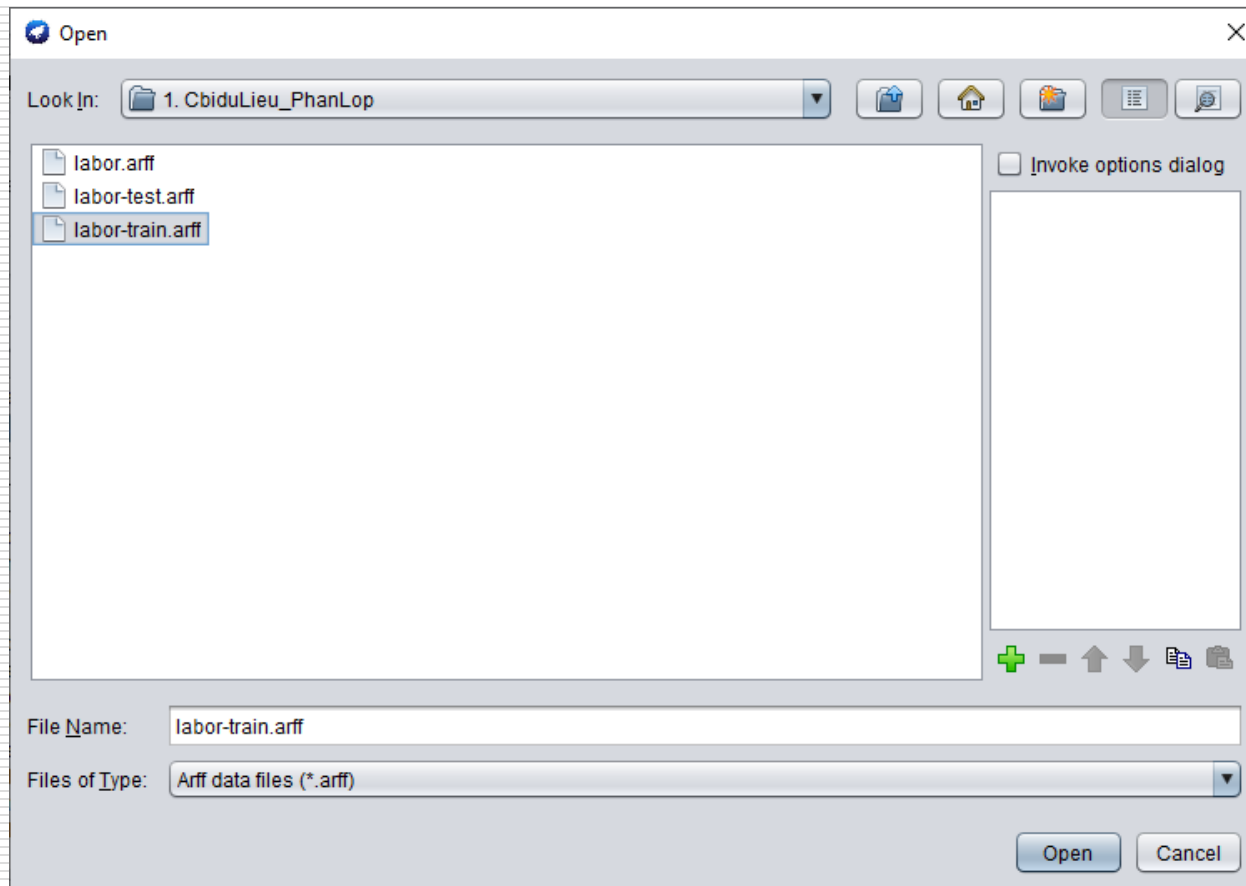 Open
Look In: 1. CbiduLieu_PhanLop
labor.arff
labor-test.arff
labor-train.arff
Invoke options dialog
File Name: labor-train.arff
Files of Type: Arff data files (*.arff)
Open Cancel